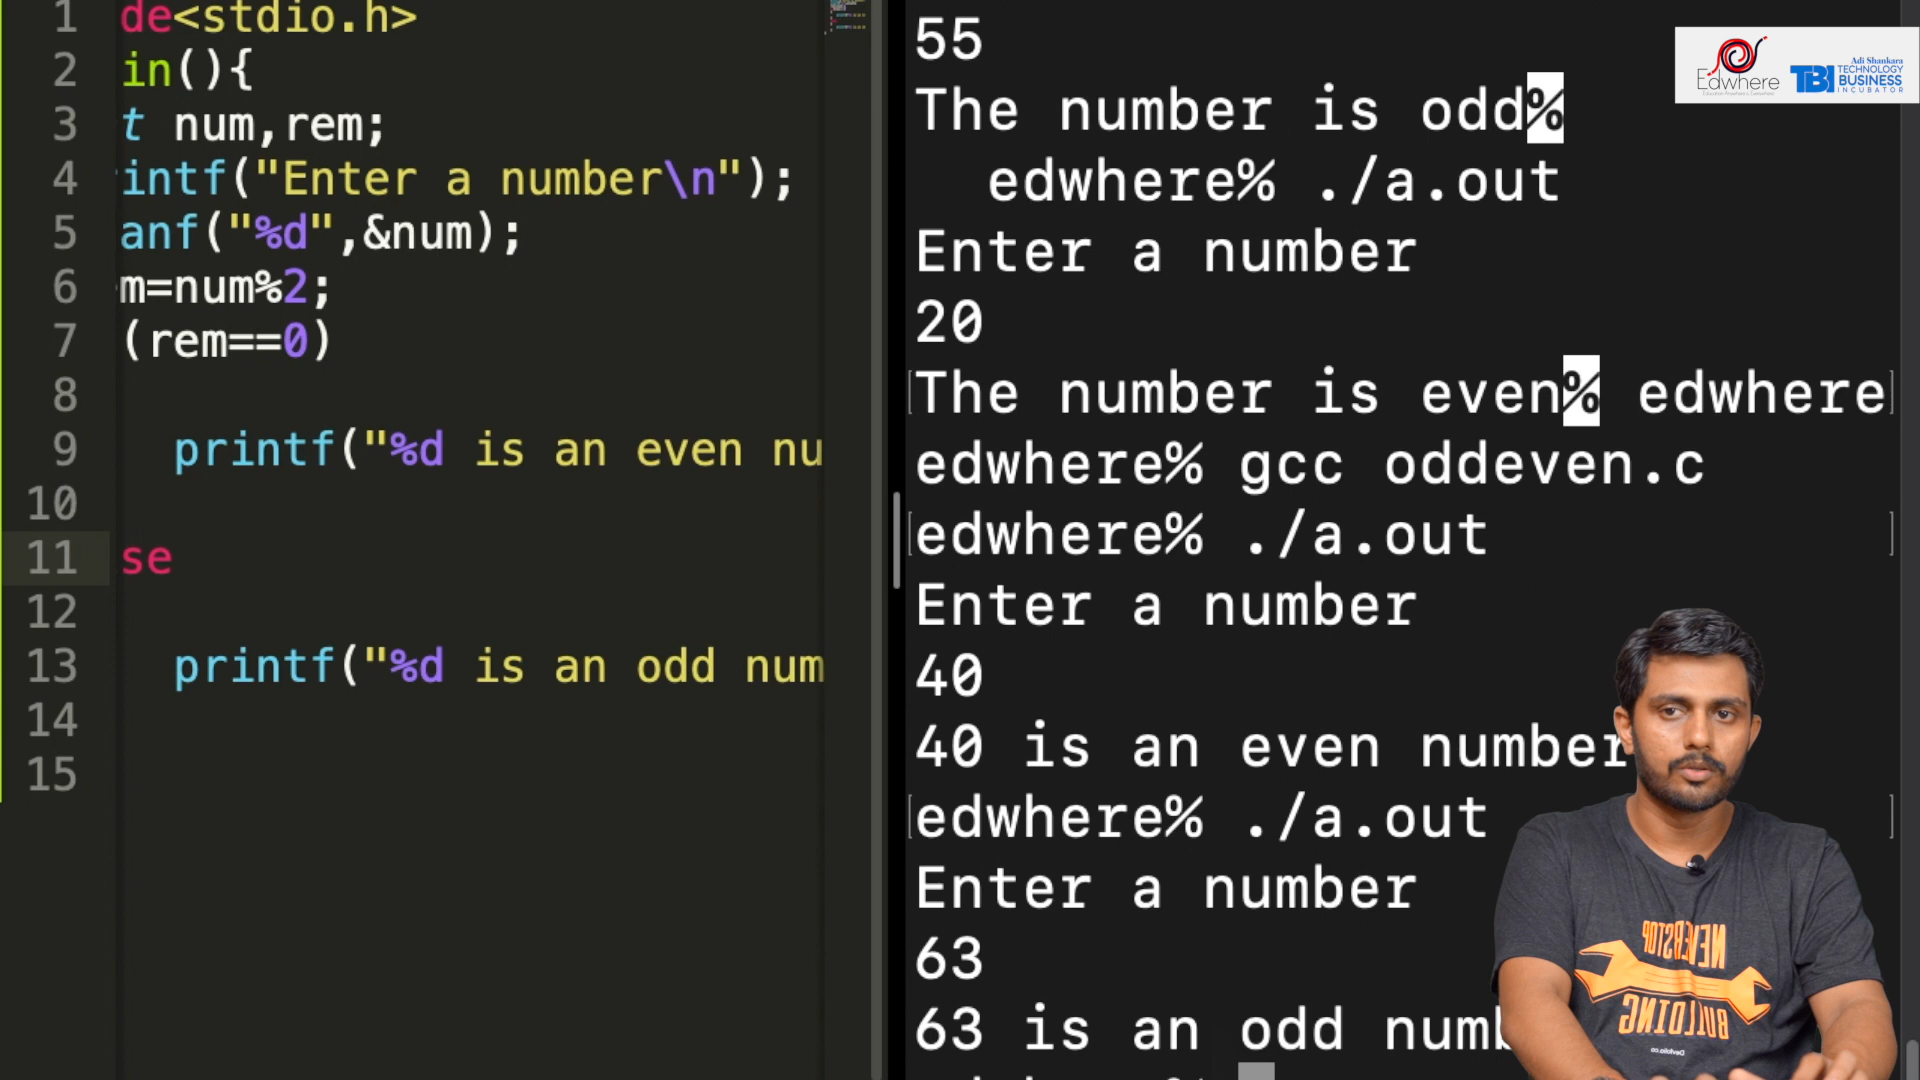 1 de<stdio.h>
2 in(){
3 t num,rem;
4 intf("Enter a number\n");
5 anf("%d",&num);
6 m=num%2;
7 (rem==0)
8
9 printf("%d is an even nu
10
11 se
12
13 printf("%d is an odd num
14
15
55
The number is odd%
edwhere% ./a.out
Enter a number
20
[The number is even% edwhere]
edwhere% gcc oddeven.c
[edwhere% ./a.out ]
Enter a number
40
40 is an even number
[edwhere% ./a.out ]
Enter a number
63
63 is an odd numb
Edwhere
TBI
Adi Shankara
TECHNOLOGY
BUSINESS
INCUBATOR
NEVERSTOP
BUILDING